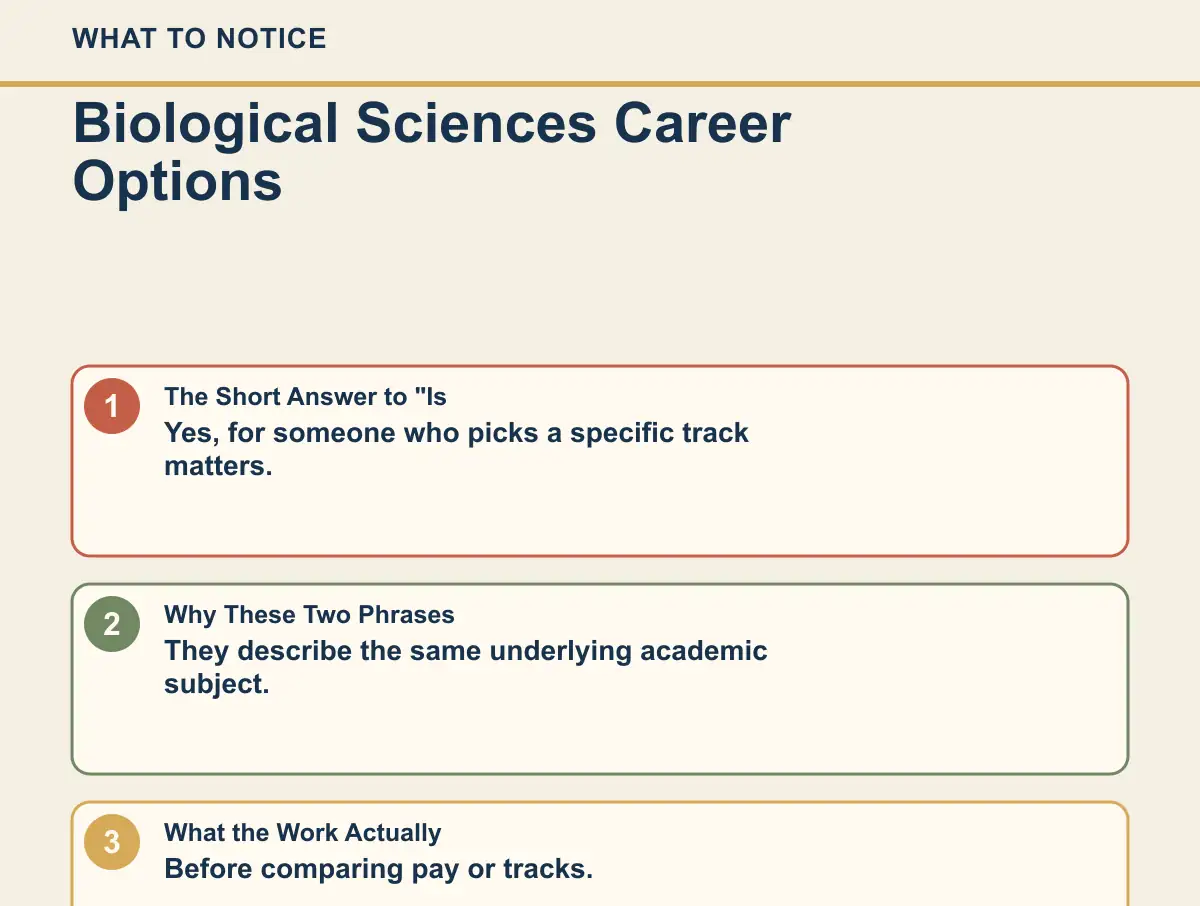 WHAT TO NOTICE
Biological Sciences Career
Options
1
The Short Answer to "Is
Yes, for someone who picks a specific track
matters.
2
Why These Two Phrases
They describe the same underlying academic
subject.
3
What the Work Actually
Before comparing pay or tracks.